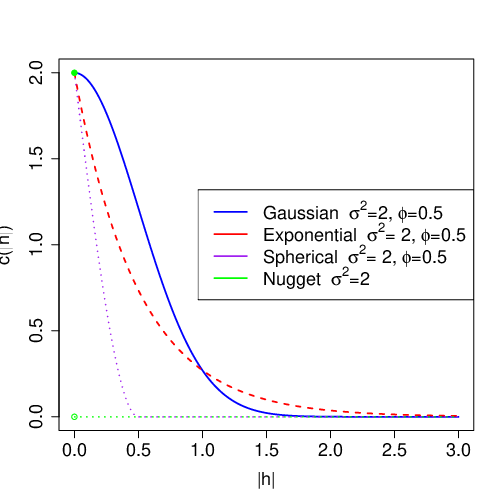 c(|h|)
2.0
1.5
1.0
0.5
0.0
Gaussian σ²=2, ϕ=0.5
Exponential σ²= 2, ϕ=0.5
Spherical σ²= 2, ϕ=0.5
Nugget σ²=2
0.0 0.5 1.0 1.5 2.0 2.5 3.0
|h|